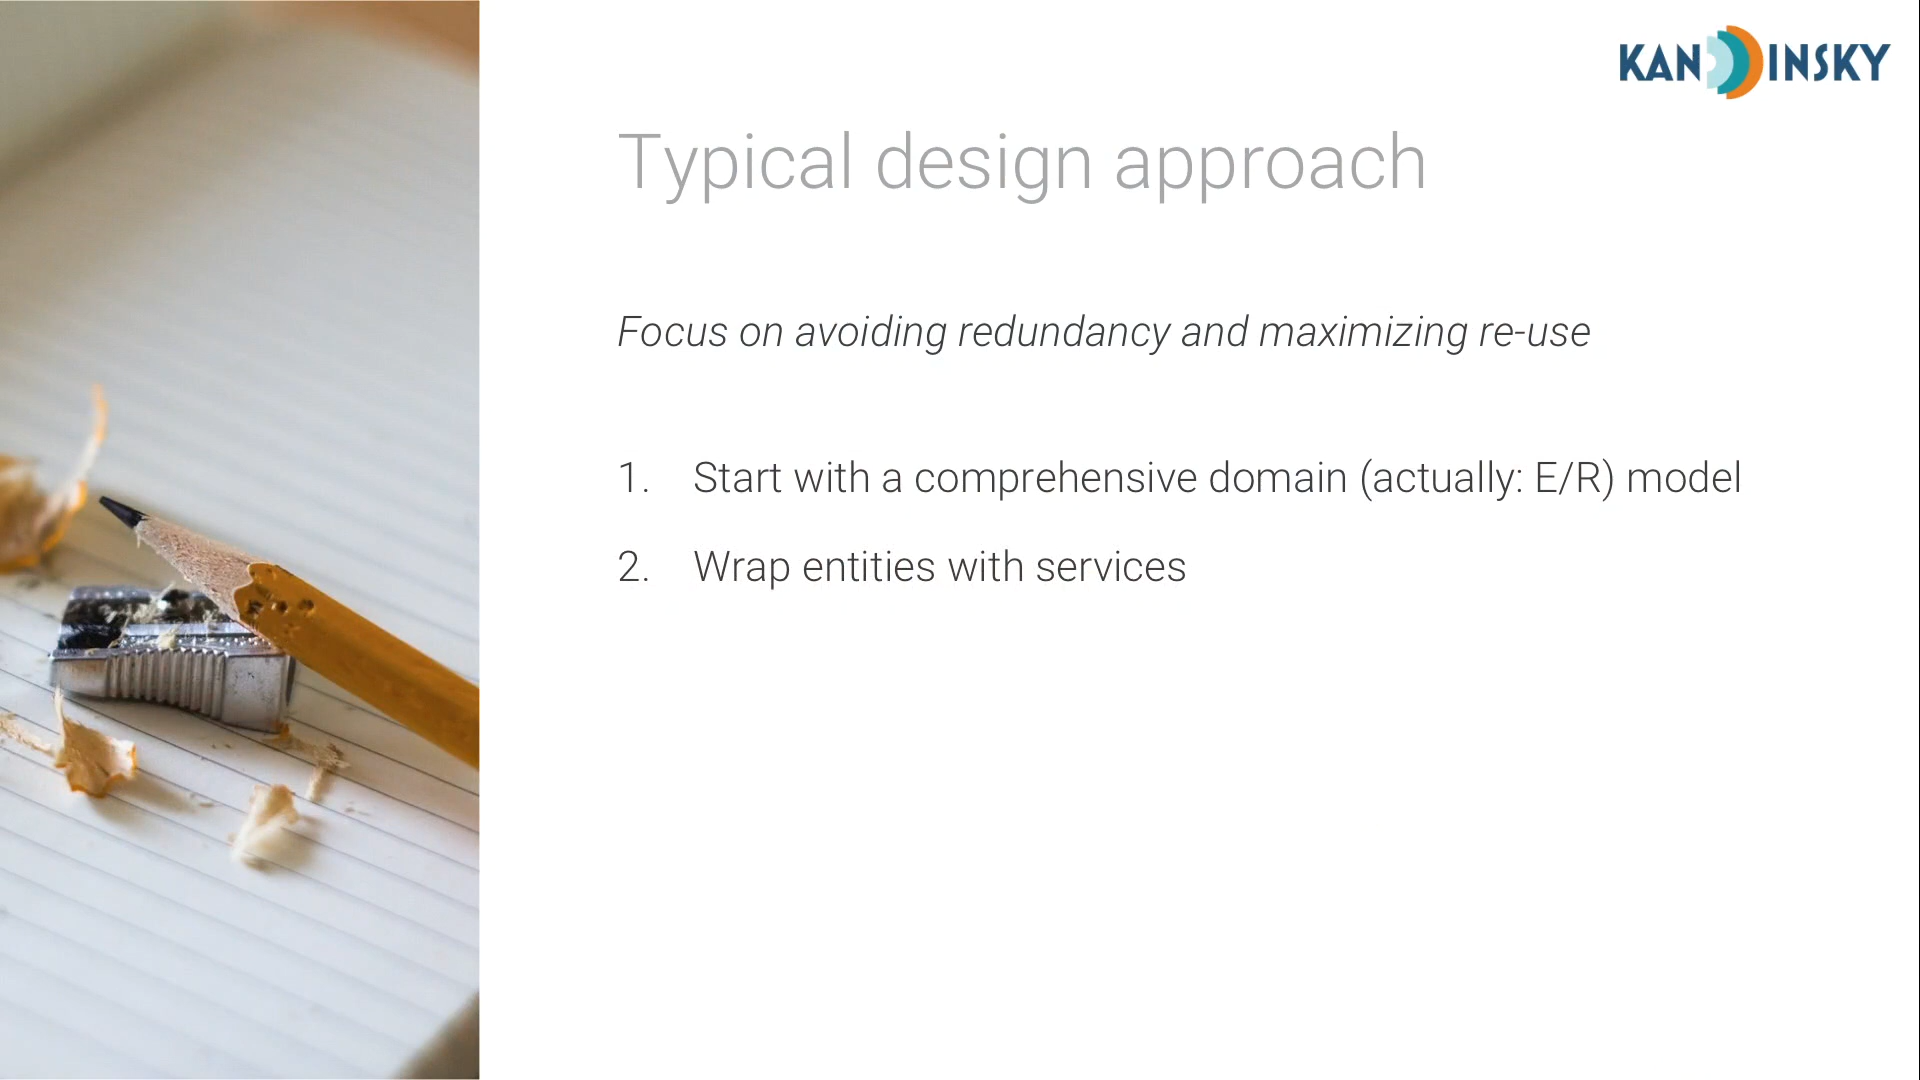 KANDINSKY
Typical design approach
Focus on avoiding redundancy and maximizing re-use
1. Start with a comprehensive domain (actually: E/R) model
2. Wrap entities with services